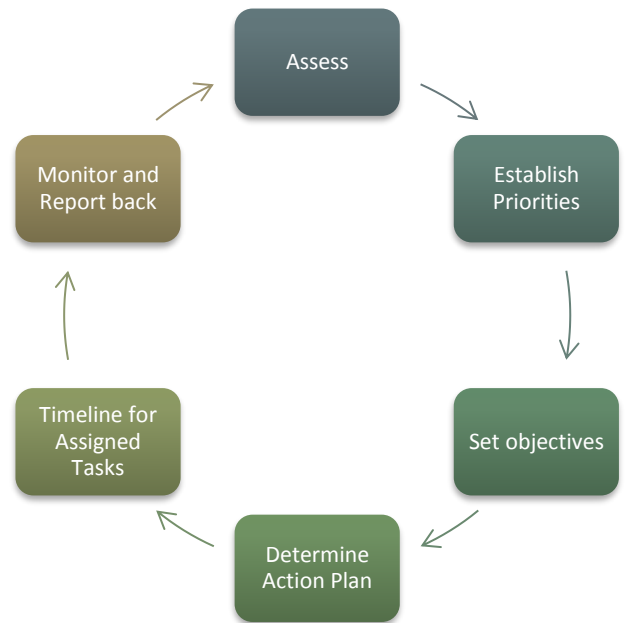 Assess
Establish
Priorities
Set objectives
Determine
Action Plan
Timeline for
Assigned
Tasks
Monitor and
Report back